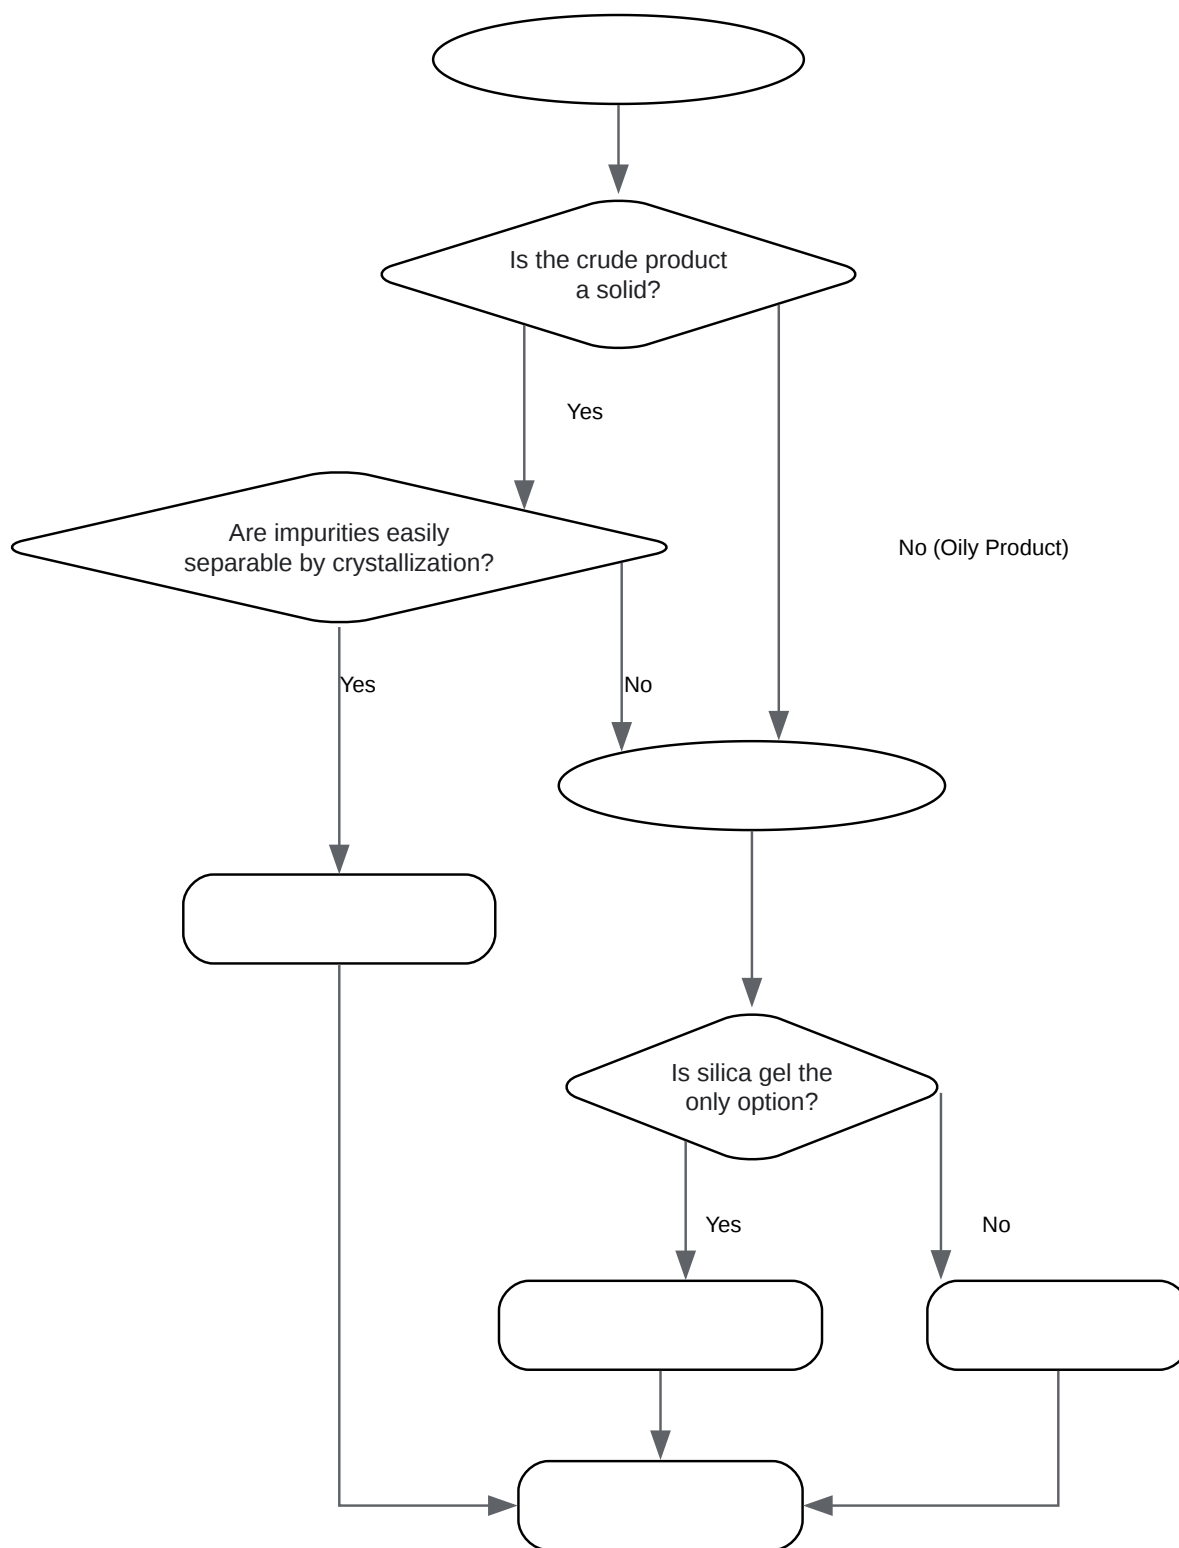 Is the crude product
a solid?
Yes
Are impurities easily
separable by crystallization?
No (Oily Product)
Yes
No
Is silica gel the
only option?
Yes
No